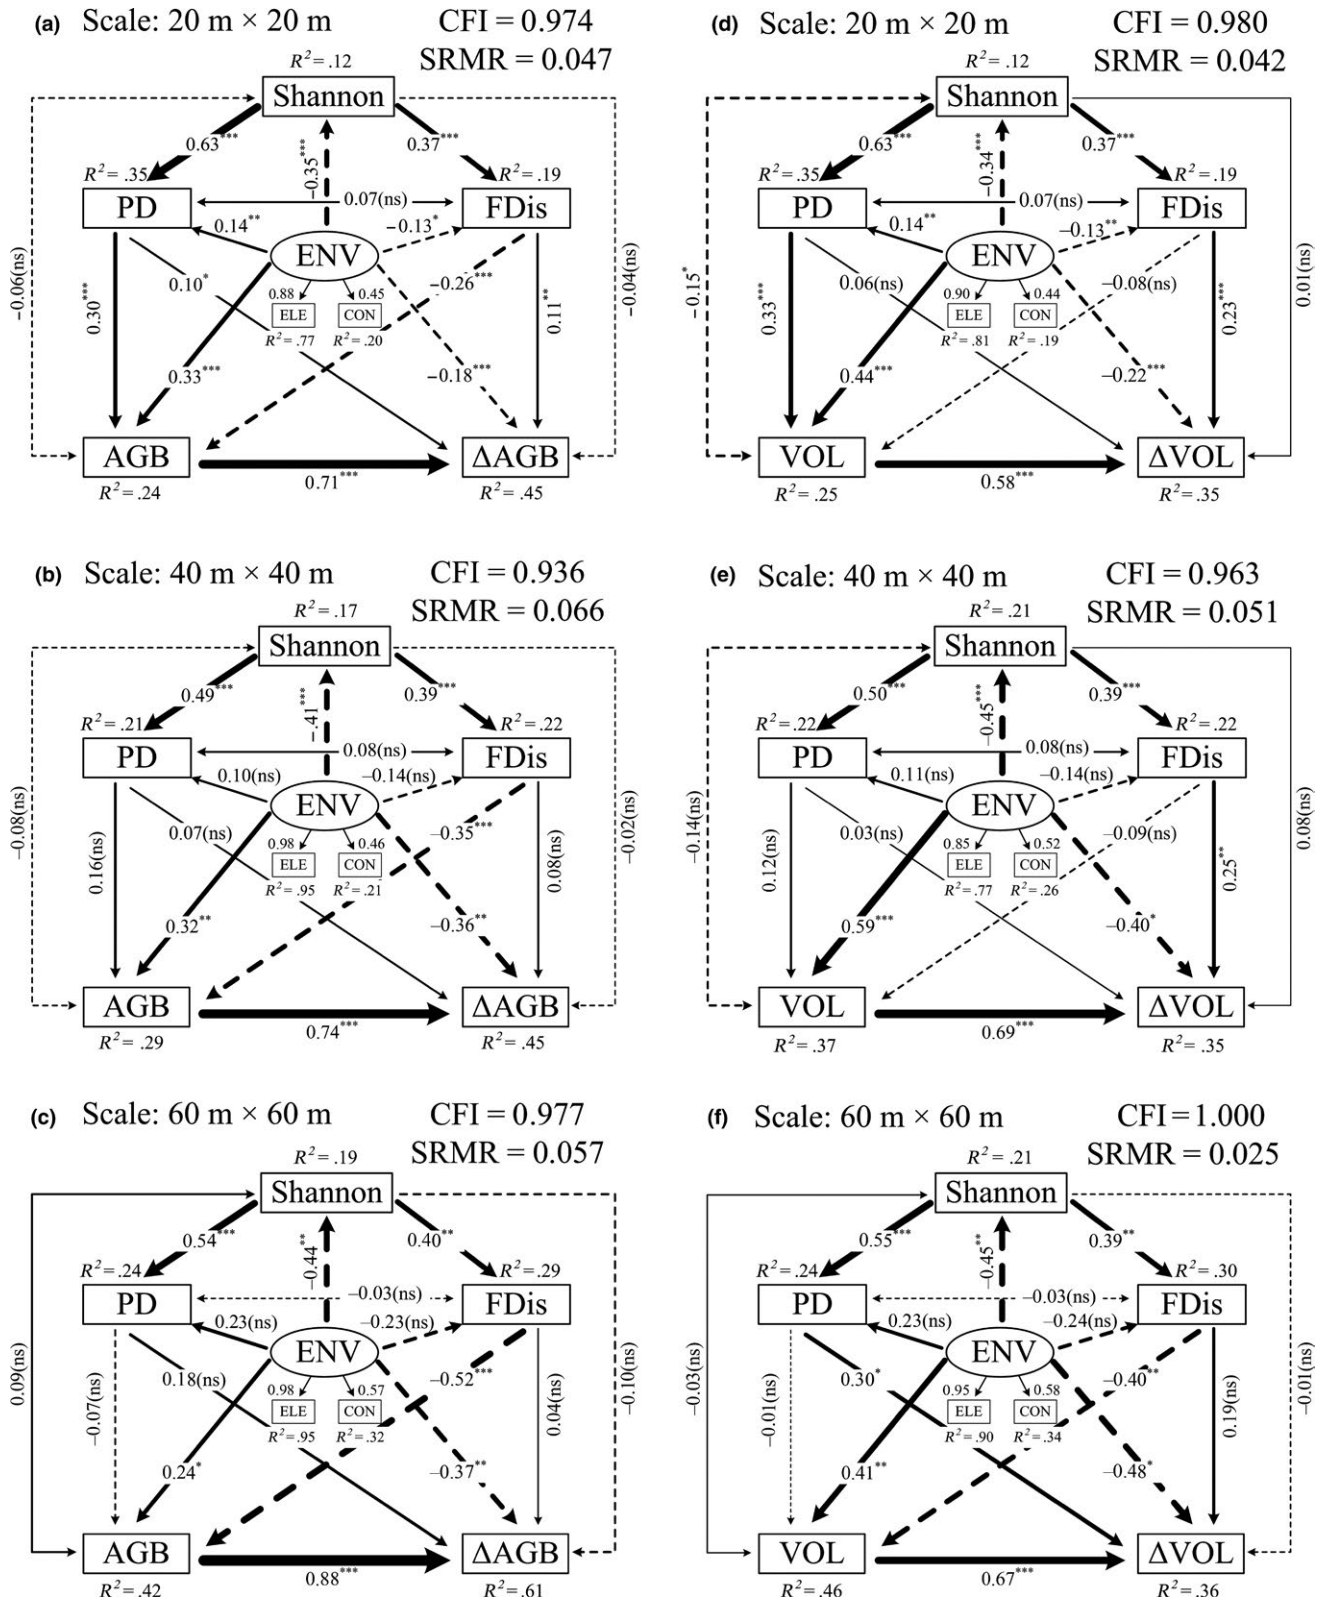 (a) Scale: 20 m × 20 m CFI = 0.974
SRMR = 0.047
R² = .12
Shannon
0.63*** −0.35*** 0.37***
R² = .35 R² = .19
PD 0.07(ns) FDis
0.14** −0.13*
ENV
−0.06(ns) 0.30*** 0.10* 0.88 0.45 −0.26*** 0.11** −0.04(ns)
ELE CON
R² = .77 R² = .20
0.33*** −0.18***
AGB ΔAGB
0.71***
R² = .24 R² = .45
(d) Scale: 20 m × 20 m CFI = 0.980
SRMR = 0.042
R² = .12
Shannon
0.63*** −0.34*** 0.37***
R² = .35 R² = .19
PD 0.07(ns) FDis
0.14** −0.13**
ENV
−0.15* 0.33*** 0.06(ns) 0.90 0.44 −0.08(ns) 0.23*** 0.01(ns)
ELE CON
R² = .81 R² = .19
0.44*** −0.22***
VOL ΔVOL
0.58***
R² = .25 R² = .35
(b) Scale: 40 m × 40 m CFI = 0.936
SRMR = 0.066
R² = .17
Shannon
0.49*** −.41*** 0.39***
R² = .21 R² = .22
PD 0.08(ns) FDis
0.10(ns) −0.14(ns)
ENV
−0.08(ns) 0.16(ns) 0.07(ns) 0.98 0.46 −0.35*** 0.08(ns) −0.02(ns)
ELE CON
R² = .95 R² = .21
0.32** −0.36**
AGB ΔAGB
0.74***
R² = .29 R² = .45
(e) Scale: 40 m × 40 m CFI = 0.963
SRMR = 0.051
R² = .21
Shannon
0.50*** −0.45*** 0.39***
R² = .22 R² = .22
PD 0.08(ns) FDis
0.11(ns) −0.14(ns)
ENV
−0.14(ns) 0.12(ns) 0.03(ns) 0.85 0.52 −0.09(ns) 0.25** 0.08(ns)
ELE CON
R² = .77 R² = .26
0.59*** −0.40*
VOL ΔVOL
0.69***
R² = .37 R² = .35
(c) Scale: 60 m × 60 m CFI = 0.977
SRMR = 0.057
R² = .19
Shannon
0.54*** −0.44** 0.40**
R² = .24 R² = .29
PD −0.03(ns) FDis
0.23(ns) −0.23(ns)
ENV
0.09(ns) −0.07(ns) 0.18(ns) 0.98 0.57 −0.52*** 0.04(ns) −0.10(ns)
ELE CON
R² = .95 R² = .32
0.24* −0.37**
AGB ΔAGB
0.88***
R² = .42 R² = .61
(f) Scale: 60 m × 60 m CFI = 1.000
SRMR = 0.025
R² = .21
Shannon
0.55*** −0.45** 0.39**
R² = .24 R² = .30
PD −0.03(ns) FDis
0.23(ns) −0.24(ns)
ENV
−0.03(ns) −0.01(ns) 0.30* 0.95 0.58 −0.40** 0.19(ns) −0.01(ns)
ELE CON
R² = .90 R² = .34
0.41** −0.48*
VOL ΔVOL
0.67***
R² = .46 R² = .36